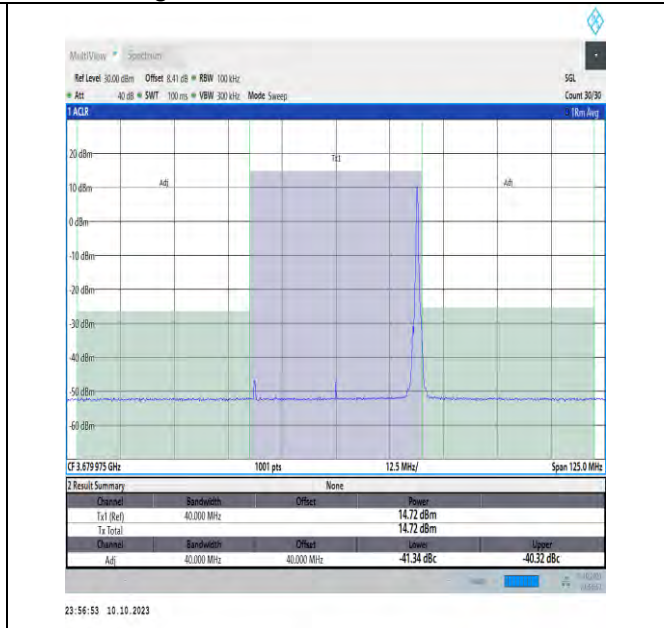 MultiView Spectrum
Ref Level 30.00 dBm Offset 8.41 dB RBW 100 kHz SGL
Att 40 dB SWT 100 ms VBW 300 kHz Mode Sweep Count 30/30
1 ACLR 1Rm Avg
20 dBm
Tx1
10 dBm
Adj
Adj
0 dBm
-10 dBm
-20 dBm
-30 dBm
-40 dBm
-50 dBm
-60 dBm
CF 3.679 975 GHz 1001 pts 12.5 MHz/ Span 125.0 MHz
2 Result Summary None
Channel Bandwidth Offset Power
Tx1 (Ref) 40.000 MHz 14.72 dBm
Tx Total 14.72 dBm
Channel Bandwidth Offset Lower Upper
Adj 40.000 MHz 40.000 MHz -41.34 dBc -40.32 dBc
23:56:53 10.10.2023